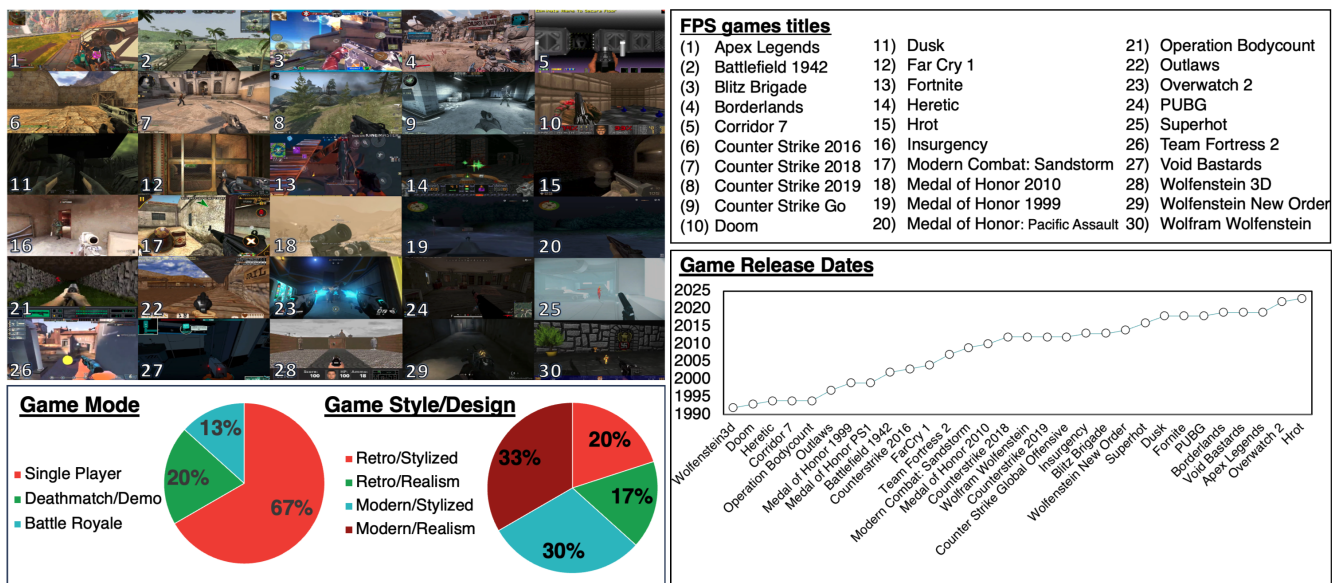 1
2
3
4
5
6
7
8
9
10
11
12
13
14
15
16
17
18
19
20
21
22
23
24
25
26
27
28
29
30
FPS games titles
(1) Apex Legends
(2) Battlefield 1942
(3) Blitz Brigade
(4) Borderlands
(5) Corridor 7
(6) Counter Strike 2016
(7) Counter Strike 2018
(8) Counter Strike 2019
(9) Counter Strike Go
(10) Doom
11) Dusk
12) Far Cry 1
13) Fortnite
14) Heretic
15) Hrot
16) Insurgency
17) Modern Combat: Sandstorm
18) Medal of Honor 2010
19) Medal of Honor 1999
20) Medal of Honor: Pacific Assault
21) Operation Bodycount
22) Outlaws
23) Overwatch 2
24) PUBG
25) Superhot
26) Team Fortress 2
27) Void Bastards
28) Wolfenstein 3D
29) Wolfenstein New Order
30) Wolfram Wolfenstein
Game Mode
Single Player
Deathmatch/Demo
Battle Royale
13%
20%
67%
Game Style/Design
Retro/Stylized
Retro/Realism
Modern/Stylized
Modern/Realism
20%
33%
17%
30%
Game Release Dates
2025
2020
2015
2010
2005
2000
1995
1990
Wolfenstein3d
Doom
Heretic
Corridor 7
Operation Bodycount
Outlaws
Medal of Honor 1999
Medal of Honor PS1
Battlefield 1942
Counterstrike 2016
FarCry 1
Team Fortress 2
Modern Combat: Sandstorm
Medal of Honor 2010
Counterstrike 2018
Wolfram Wolfenstein
Counterstrike 2019
Counter Strike Global Offensive
Insurgency
Blitz Brigade
Wolfenstein New Order
Superhot
Dusk
Fornite
PUBG
Borderlands
Void Bastards
Apex Legends
Overwatch 2
Hrot